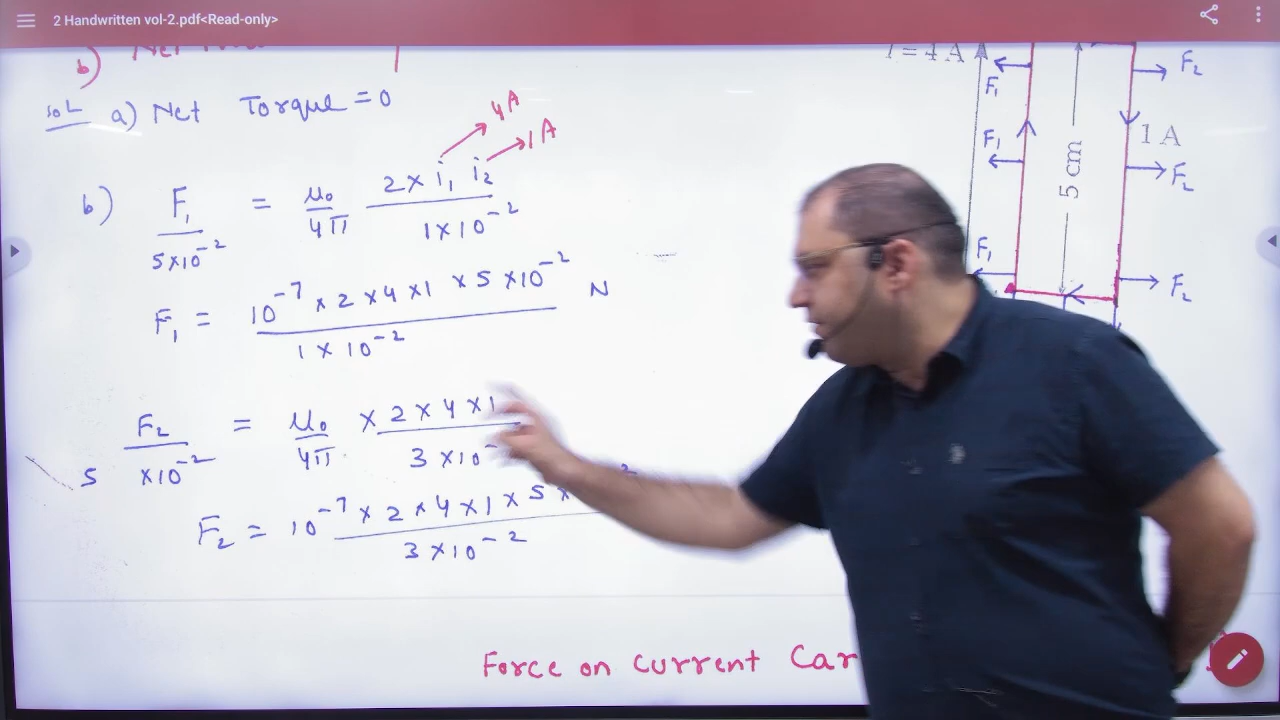 2 Handwritten vol-2.pdf<Read-only>
b) Net
Sol a) Net Torque = 0
4A
1A
b) F₁ / 5×10⁻² = μ₀ / 4π 2× i₁ i₂ / 1×10⁻²
F₁ = 10⁻⁷ × 2 × 4 × 1 × 5 × 10⁻² / 1 × 10⁻² N
F₂ / 5 ×10⁻² = μ₀ / 4π × 2 × 4 × 1 / 3 ×10⁻
F₂ = 10⁻⁷ × 2 × 4 × 1 × 5 × ² / 3 ×10⁻²
Force on Current Car
I = 4 A
F₁
F₂
F₁
1 A
F₂
5 cm
F₁
F₂